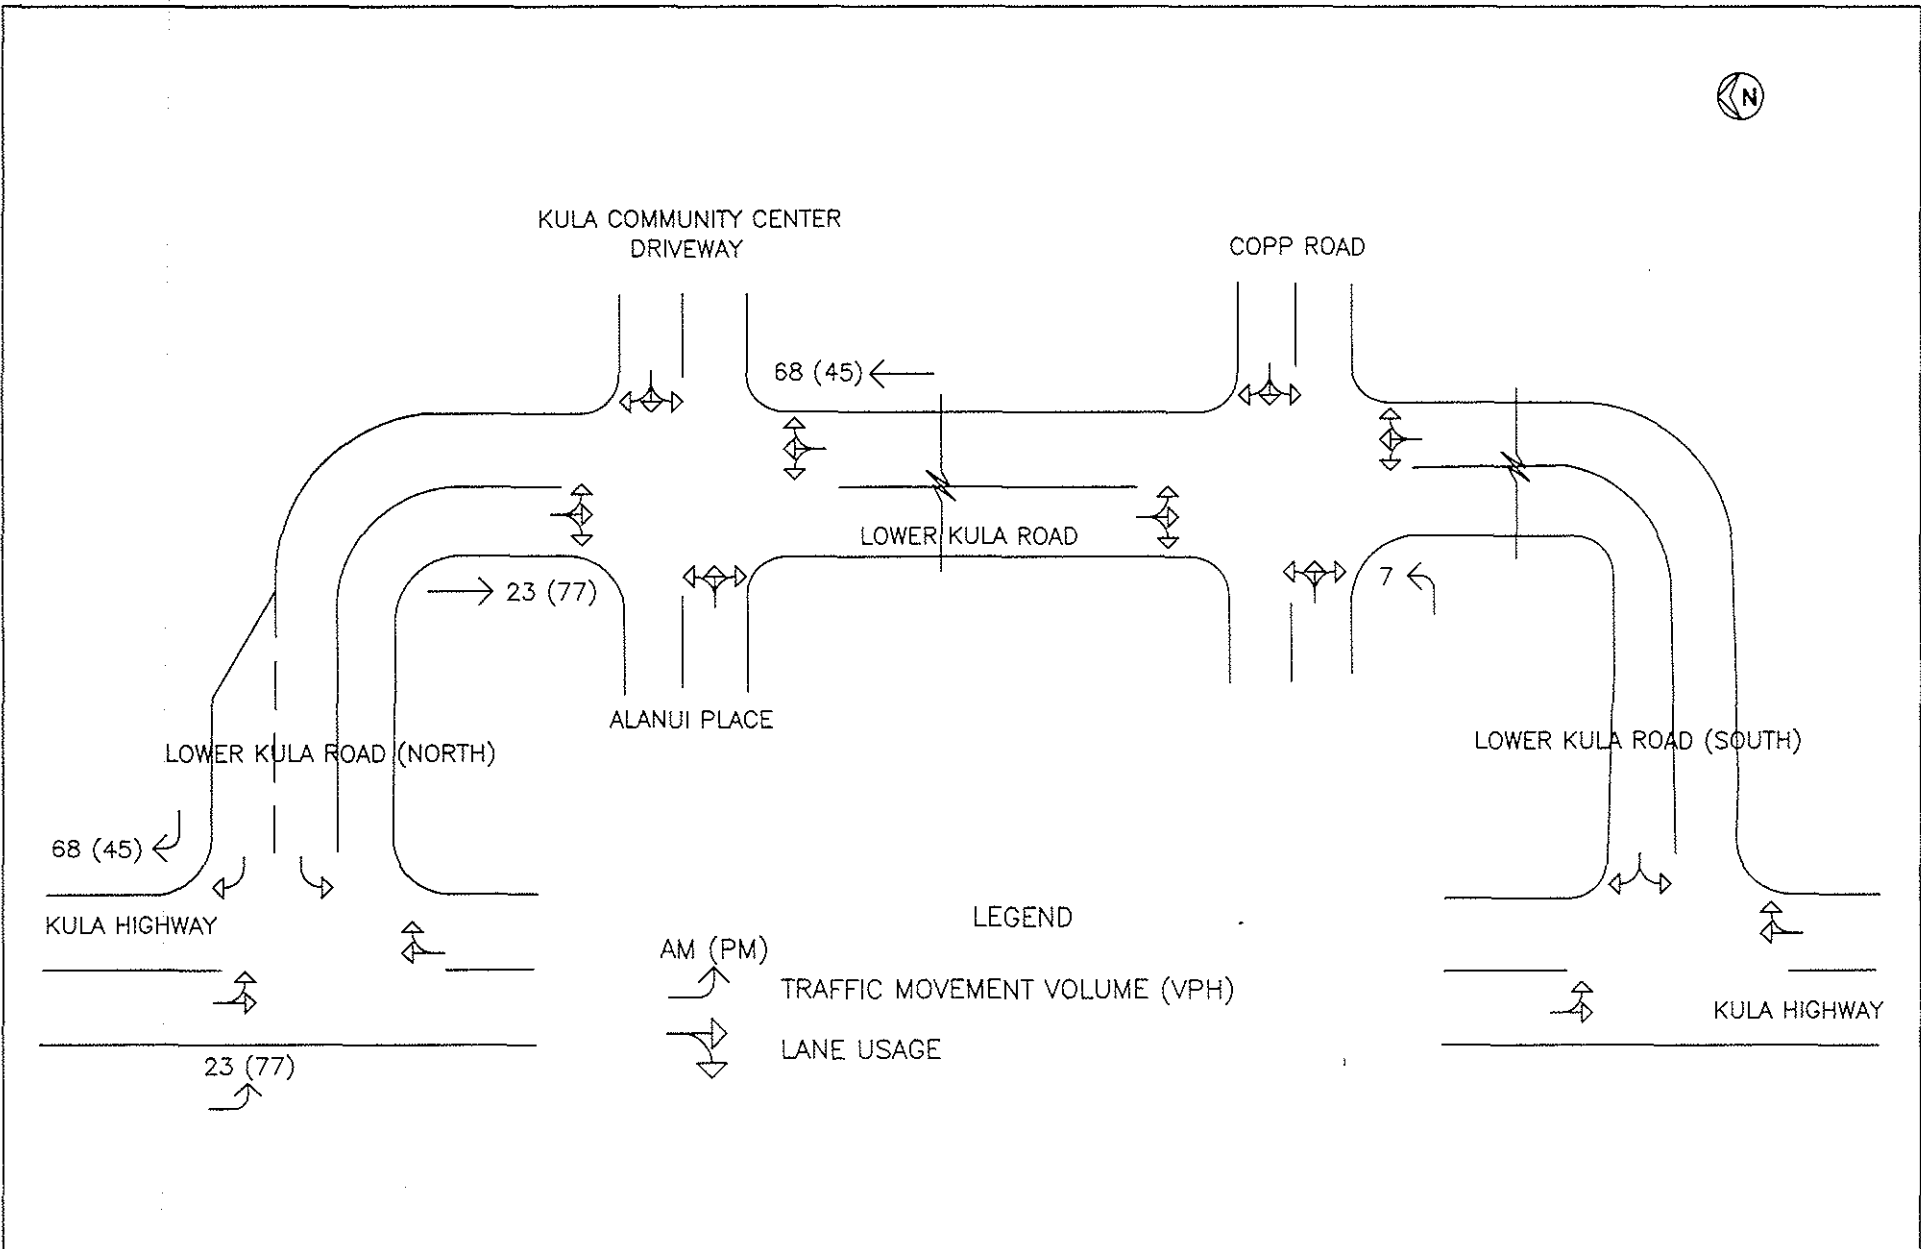 N
KULA COMMUNITY CENTER
DRIVEWAY
COPP ROAD
68 (45)
LOWER KULA ROAD
23 (77)
7
ALANUI PLACE
LOWER KULA ROAD (NORTH)
LOWER KULA ROAD (SOUTH)
68 (45)
KULA HIGHWAY
LEGEND
AM (PM)
TRAFFIC MOVEMENT VOLUME (VPH)
KULA HIGHWAY
LANE USAGE
23 (77)